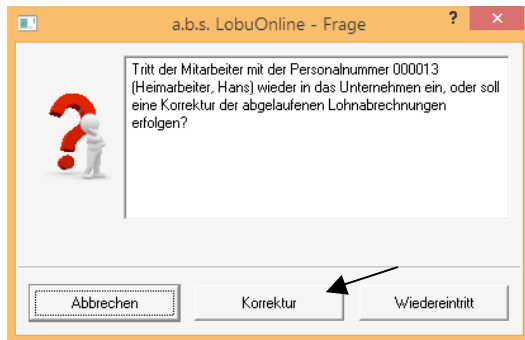 a.b.s. LobuOnline - Frage
Tritt der Mitarbeiter mit der Personalnummer 000013
(Heimarbeiter, Hans) wieder in das Unternehmen ein, oder soll
eine Korrektur der abgelaufenen Lohnabrechnungen
erfolgen?
Abbrechen Korrektur Wiedereintritt